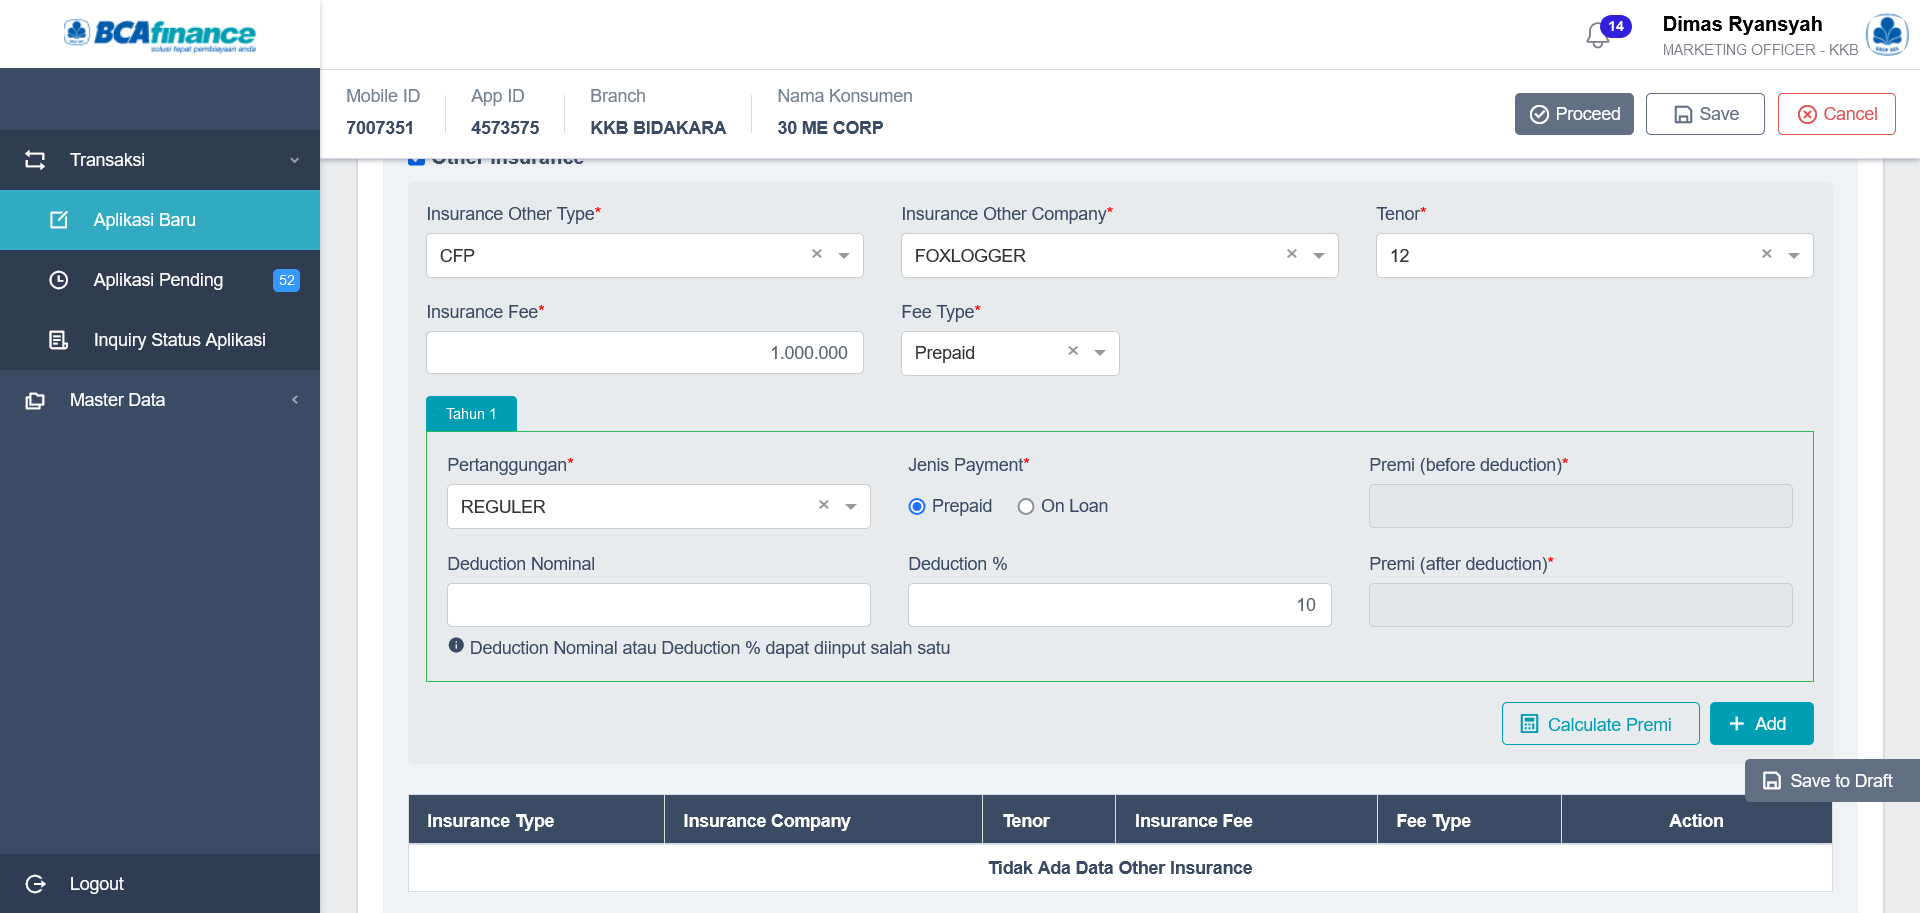 BCAfinance
solusi tepat pembiayaan anda
14
Dimas Ryansyah
MARKETING OFFICER - KKB
Mobile ID
7007351
App ID
4573575
Branch
KKB BIDAKARA
Nama Konsumen
30 ME CORP
Proceed
Save
Cancel
Transaksi
Aplikasi Baru
Aplikasi Pending
52
Inquiry Status Aplikasi
Master Data
Logout
Other Insurance
Insurance Other Type*
Insurance Other Company*
Tenor*
CFP
FOXLOGGER
12
Insurance Fee*
Fee Type*
1.000.000
Prepaid
Tahun 1
Pertanggungan*
Jenis Payment*
Premi (before deduction)*
REGULER
Prepaid
On Loan
Deduction Nominal
Deduction %
Premi (after deduction)*
10
Deduction Nominal atau Deduction % dapat diinput salah satu
Calculate Premi
+ Add
Save to Draft
Insurance Type
Insurance Company
Tenor
Insurance Fee
Fee Type
Action
Tidak Ada Data Other Insurance